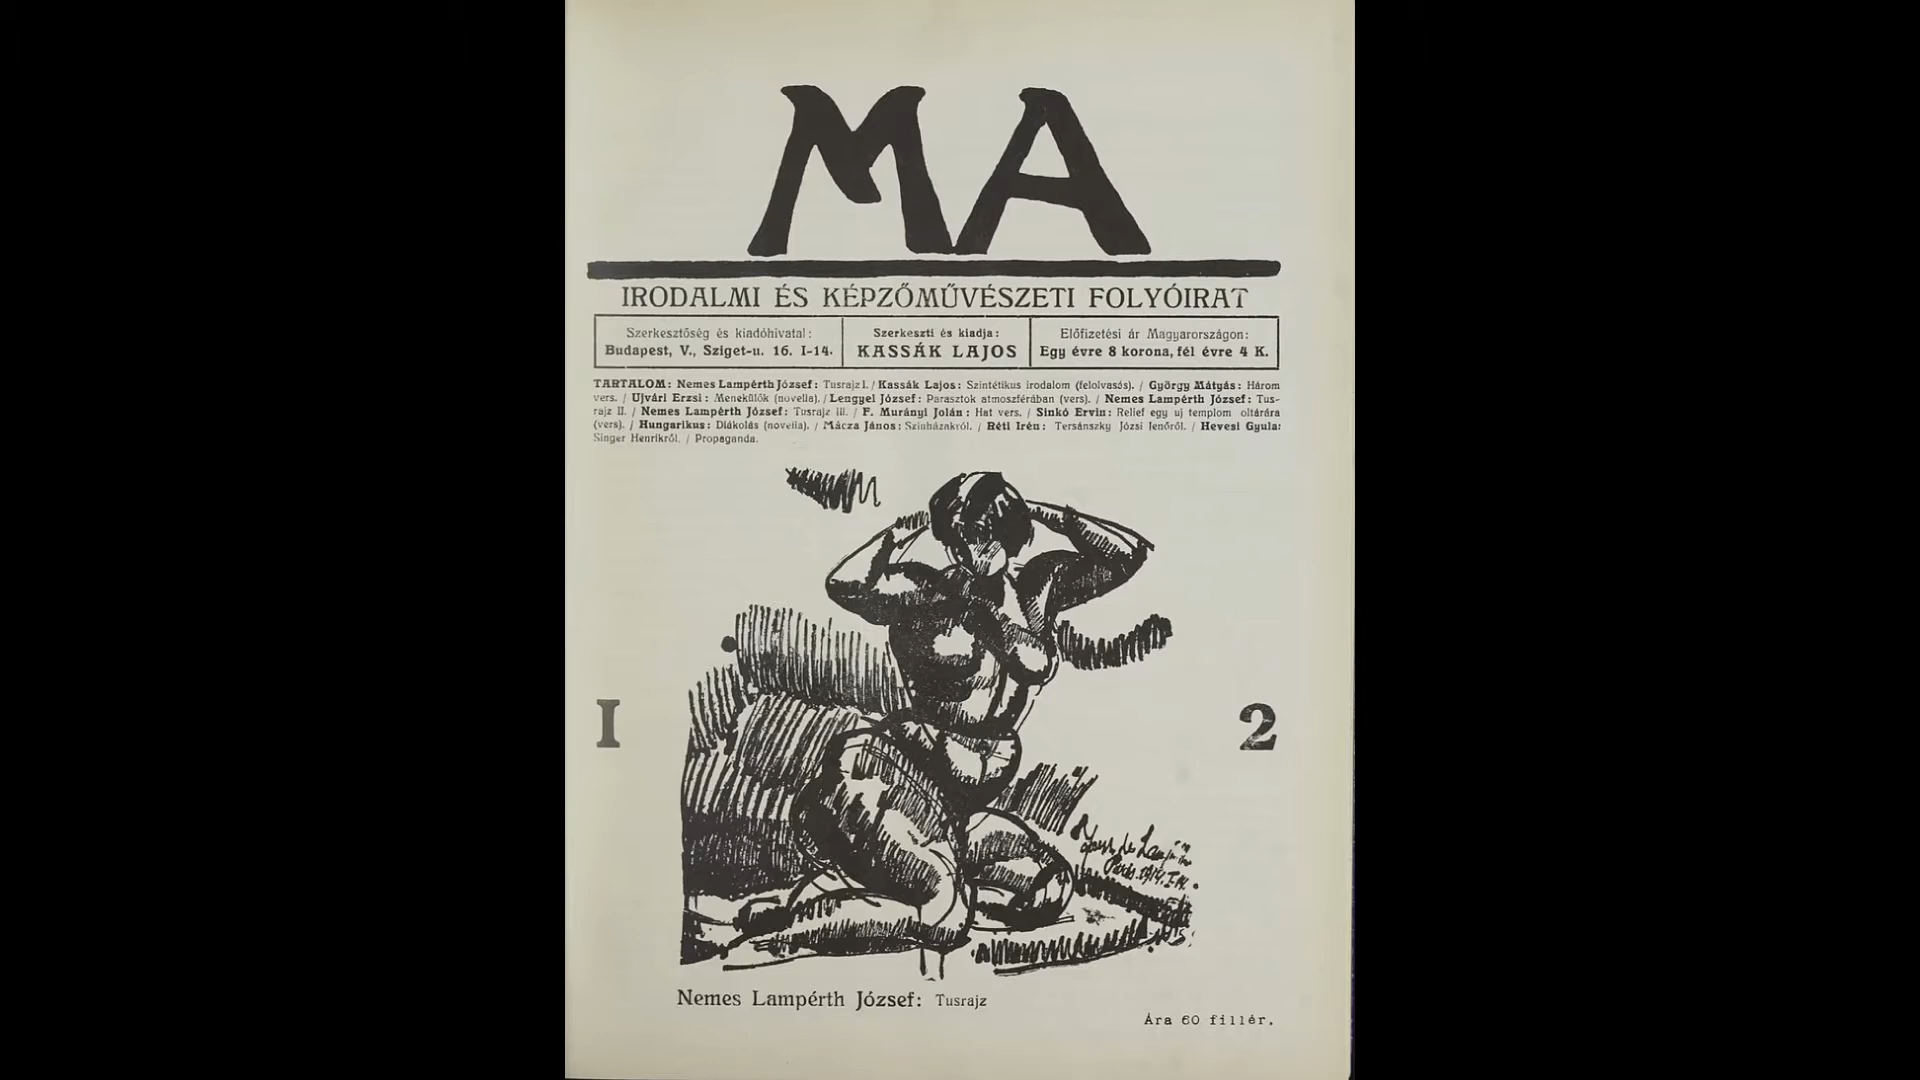 MA
IRODALMI ÉS KÉPZŐMŰVÉSZETI FOLYÓIRAT
Szerkesztőség és kiadóhivatal:
Budapest, V., Sziget-u. 16. I-14.
Szerkeszti és kiadja:
KASSÁK LAJOS
Előfizetési ár Magyarországon:
Egy évre 8 korona, fél évre 4 K.
TARTALOM: Nemes Lampérth József: Tusrajz I. / Kassák Lajos: Szintétikus irodalom (felolvasás). / György Mátyás: Három
vers. / Ujvári Erzsi: Menekülők (novella). / Lengyel József: Parasztok atmoszférában (vers). / Nemes Lampérth József: Tus-
rajz II. / Nemes Lampérth József: Tusrajz III. / F. Murányi Jolán: Hat vers. / Sinkó Ervin: Relief egy uj templom oltárára
(vers). / Hungarikus: Diákolás (novella). / Mácza János: Szinházakról. / Réti Irén: Tersánszky Józsi Jenőről. / Hevesi Gyula:
Singer Henrikről. / Propaganda.
I
2
Paris. 1914.
Nemes Lampérth József: Tusrajz
Ára 60 fillér.